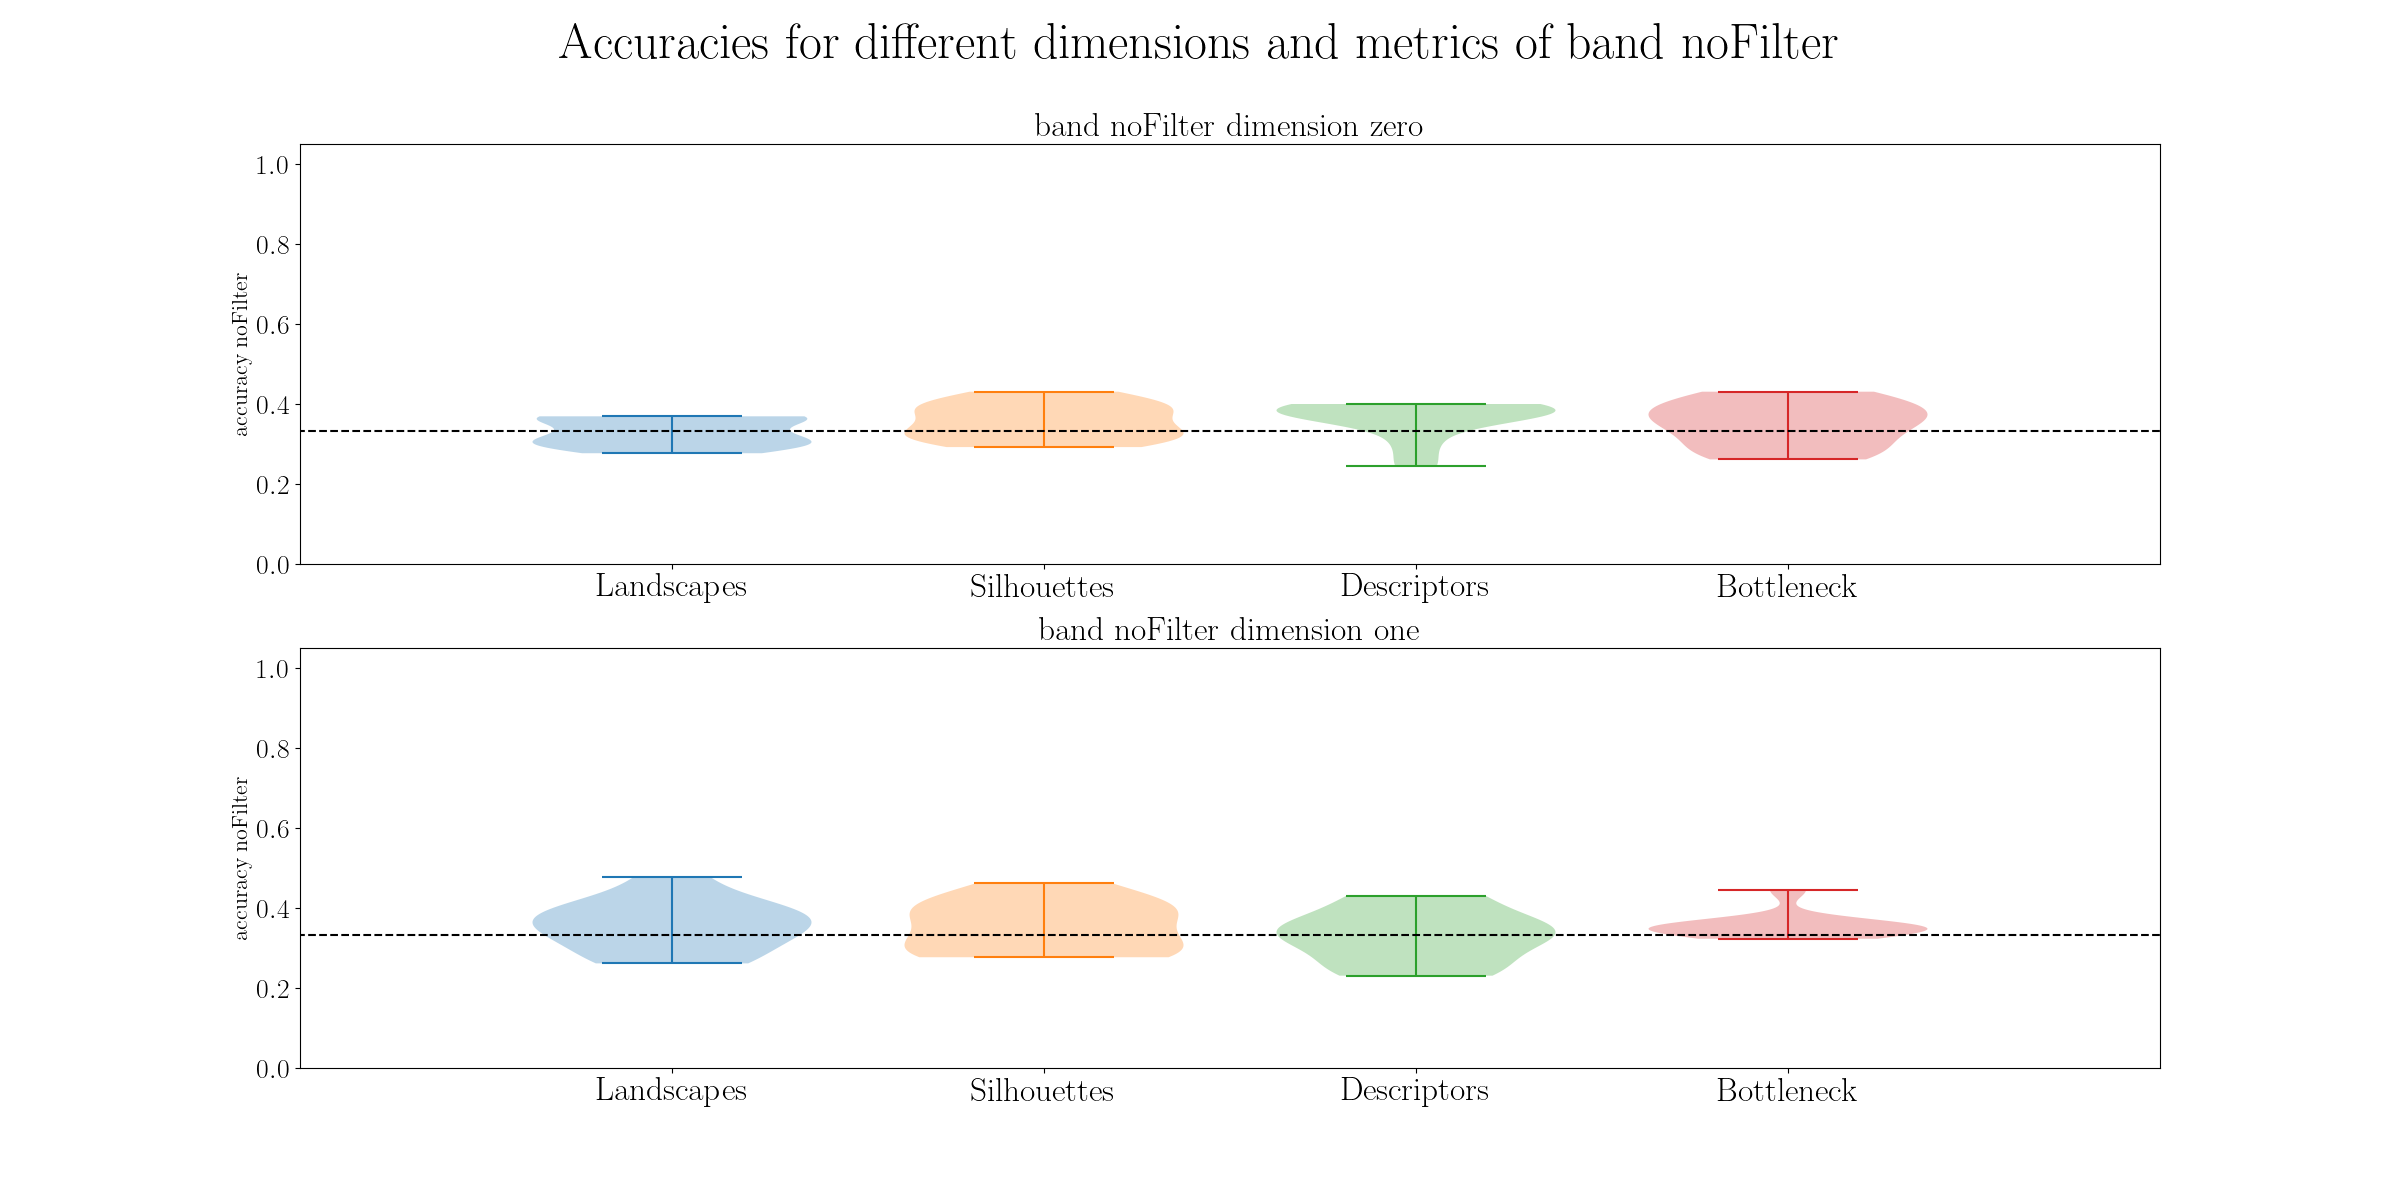 Accuracies for different dimensions and metrics of band noFilter
band noFilter dimension zero
accuracy noFilter
1.0
0.8
0.6
0.4
0.2
0.0
Landscapes Silhouettes Descriptors Bottleneck
band noFilter dimension one
accuracy noFilter
1.0
0.8
0.6
0.4
0.2
0.0
Landscapes Silhouettes Descriptors Bottleneck